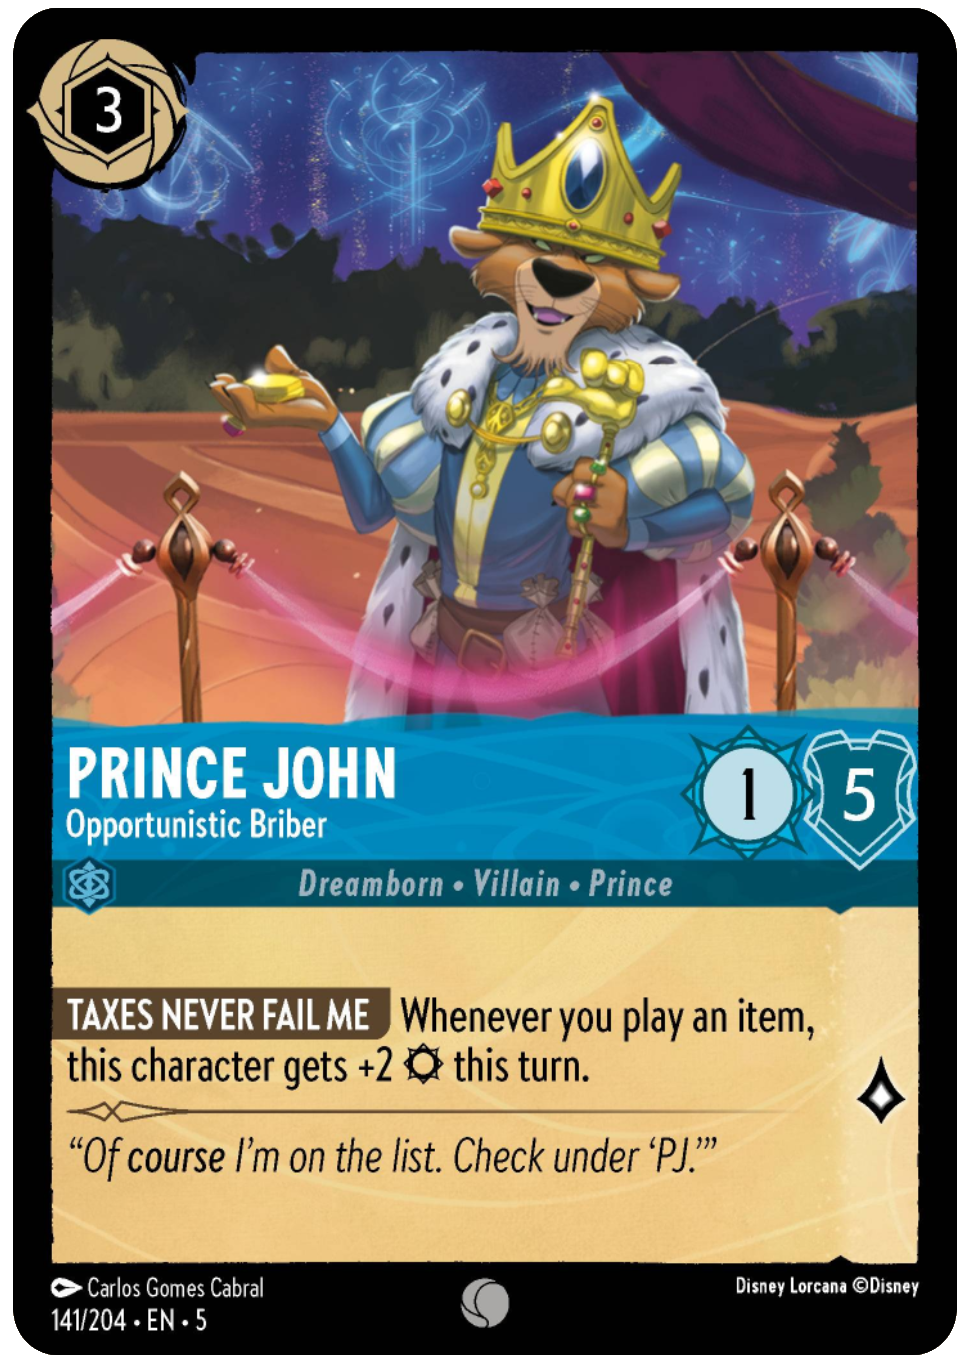 3
PRINCE JOHN
Opportunistic Briber
1
5
Dreamborn • Villain • Prince
TAXES NEVER FAIL ME Whenever you play an item,
this character gets +2 this turn.
“Of course I’m on the list. Check under ‘PJ.’”
Carlos Gomes Cabral
Disney Lorcana ©Disney
141/204 • EN • 5